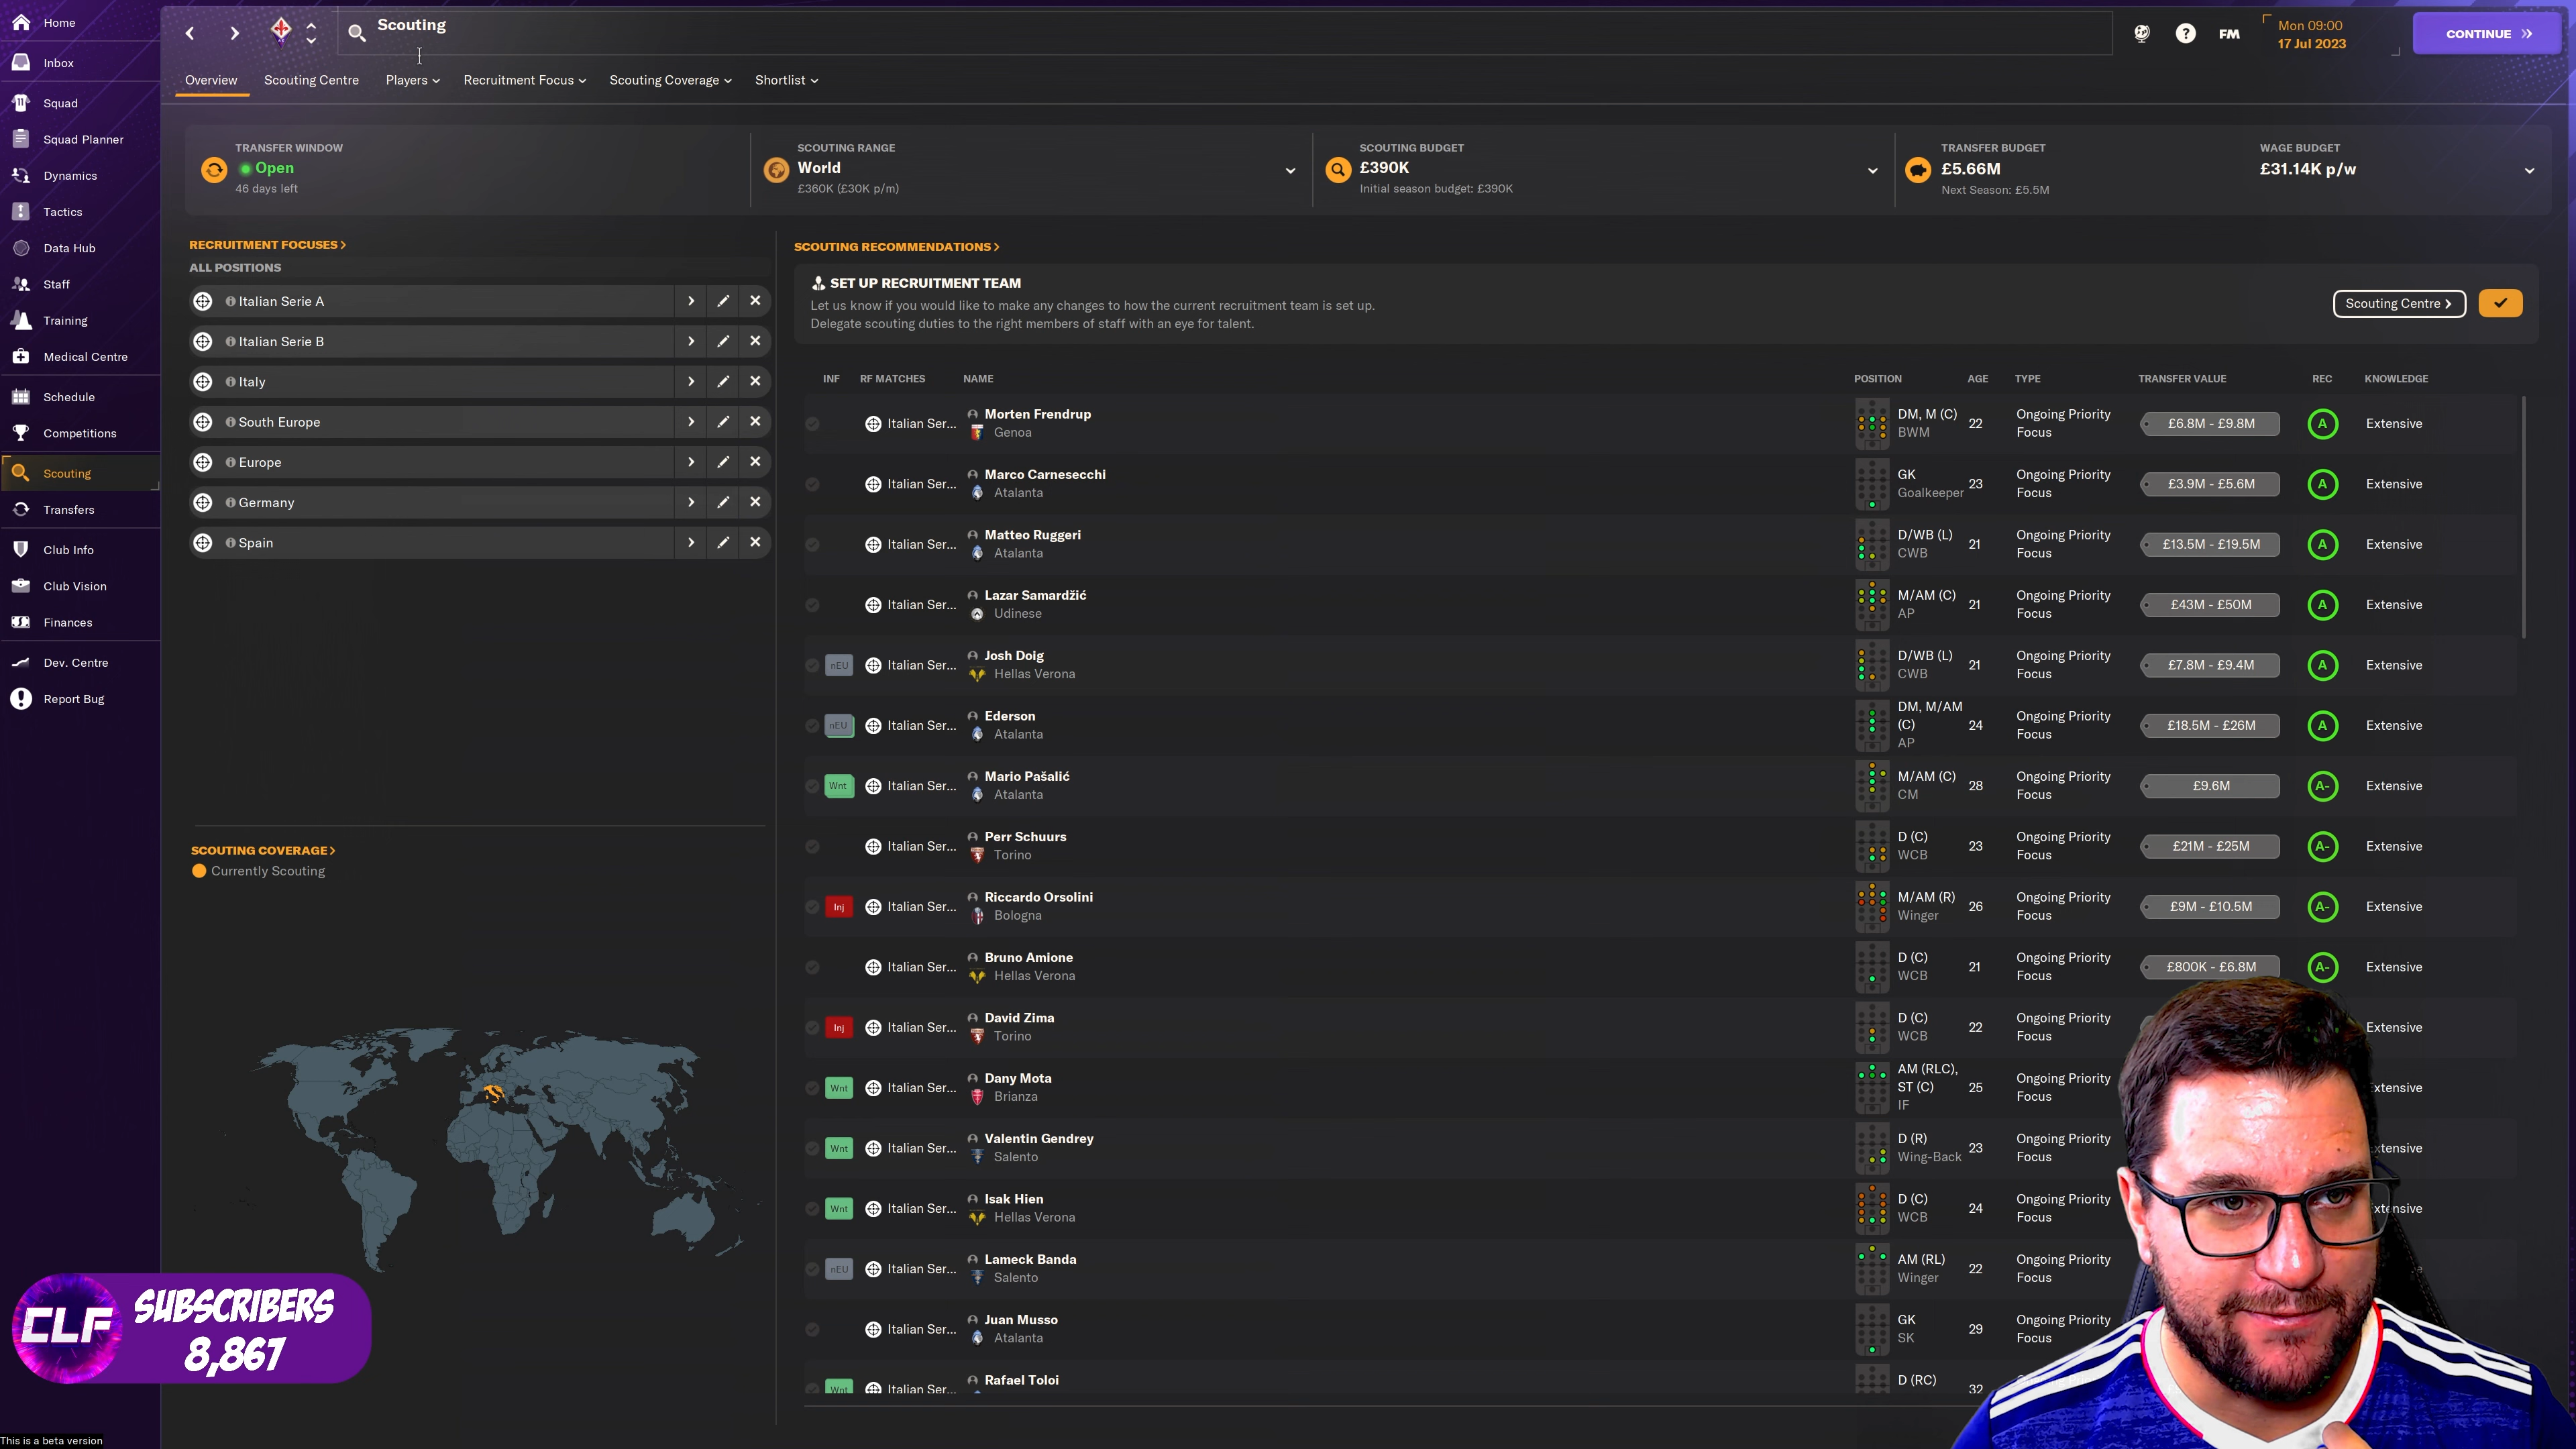 Home
Inbox
Squad
Squad Planner
Dynamics
Tactics
Data Hub
Staff
Training
Medical Centre
Schedule
Competitions
Scouting
Transfers
Club Info
Club Vision
Finances
Dev. Centre
Report Bug
Scouting
FM
Mon 09:00
17 Jul 2023
CONTINUE
Overview
Scouting Centre
Players
Recruitment Focus
Scouting Coverage
Shortlist
TRANSFER WINDOW
Open
46 days left
SCOUTING RANGE
World
£360K (£30K p/m)
SCOUTING BUDGET
£390K
Initial season budget: £390K
TRANSFER BUDGET
£5.66M
Next Season: £5.5M
WAGE BUDGET
£31.14K p/w
RECRUITMENT FOCUSES >
ALL POSITIONS
Italian Serie A
Italian Serie B
Italy
South Europe
Europe
Germany
Spain
SCOUTING COVERAGE >
Currently Scouting
CLF
SUBSCRIBERS
8,867
This is a beta version
SCOUTING RECOMMENDATIONS >
SET UP RECRUITMENT TEAM
Let us know if you would like to make any changes to how the current recruitment team is set up.
Delegate scouting duties to the right members of staff with an eye for talent.
Scouting Centre >
INF RF MATCHES NAME POSITION AGE TYPE TRANSFER VALUE REC KNOWLEDGE
Italian Ser... Morten Frendrup Genoa DM, M (C) BWM 22 Ongoing Priority Focus £6.8M - £9.8M A Extensive
Italian Ser... Marco Carnesecchi Atalanta GK Goalkeeper 23 Ongoing Priority Focus £3.9M - £5.6M A Extensive
Italian Ser... Matteo Ruggeri Atalanta D/WB (L) CWB 21 Ongoing Priority Focus £13.5M - £19.5M A Extensive
Italian Ser... Lazar Samardžić Udinese M/AM (C) AP 21 Ongoing Priority Focus £43M - £50M A Extensive
nEU Italian Ser... Josh Doig Hellas Verona D/WB (L) CWB 21 Ongoing Priority Focus £7.8M - £9.4M A Extensive
nEU Italian Ser... Ederson Atalanta DM, M/AM (C) AP 24 Ongoing Priority Focus £18.5M - £26M A Extensive
Wnt Italian Ser... Mario Pašalić Atalanta M/AM (C) CM 28 Ongoing Priority Focus £9.6M A- Extensive
Italian Ser... Perr Schuurs Torino D (C) WCB 23 Ongoing Priority Focus £21M - £25M A- Extensive
Inj Italian Ser... Riccardo Orsolini Bologna M/AM (R) Winger 26 Ongoing Priority Focus £9M - £10.5M A- Extensive
Italian Ser... Bruno Amione Hellas Verona D (C) WCB 21 Ongoing Priority Focus £800K - £6.8M A- Extensive
Inj Italian Ser... David Zima Torino D (C) WCB 22 Ongoing Priority Focus Extensive
Wnt Italian Ser... Dany Mota Brianza AM (RLC), ST (C) IF 25 Ongoing Priority Focus xtensive
Wnt Italian Ser... Valentin Gendrey Salento D (R) Wing-Back 23 Ongoing Priority Focus xtensive
Wnt Italian Ser... Isak Hien Hellas Verona D (C) WCB 24 Ongoing Priority Focus xtensive
nEU Italian Ser... Lameck Banda Salento AM (RL) Winger 22 Ongoing Priority Focus
Italian Ser... Juan Musso Atalanta GK SK 29 Ongoing Priority Focus
Wnt Italian Ser... Rafael Toloi D (RC) 32